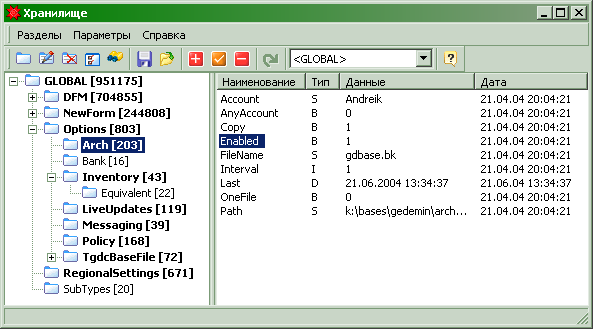 Хранилище
Разделы Параметры Справка
<GLOBAL>
GLOBAL [951175]
DFM [704855]
NewForm [244808]
Options [803]
Arch [203]
Bank [16]
Inventory [43]
Equivalent [22]
LiveUpdates [119]
Messaging [39]
Policy [168]
TgdcBaseFile [72]
RegionalSettings [671]
SubTypes [20]
Наименование Тип Данные Дата
Account S Andreik 21.04.04 20:04:21
AnyAccount B 0 21.04.04 20:04:21
Copy B 1 21.04.04 20:04:21
Enabled B 1 21.04.04 20:04:21
FileName S gdbase.bk 21.04.04 20:04:21
Interval I 1 21.04.04 20:04:21
Last D 21.06.2004 13:34:37 21.06.04 13:34:37
OneFile B 0 21.04.04 20:04:21
Path S k:\bases\gedemin\arch... 21.04.04 20:04:21